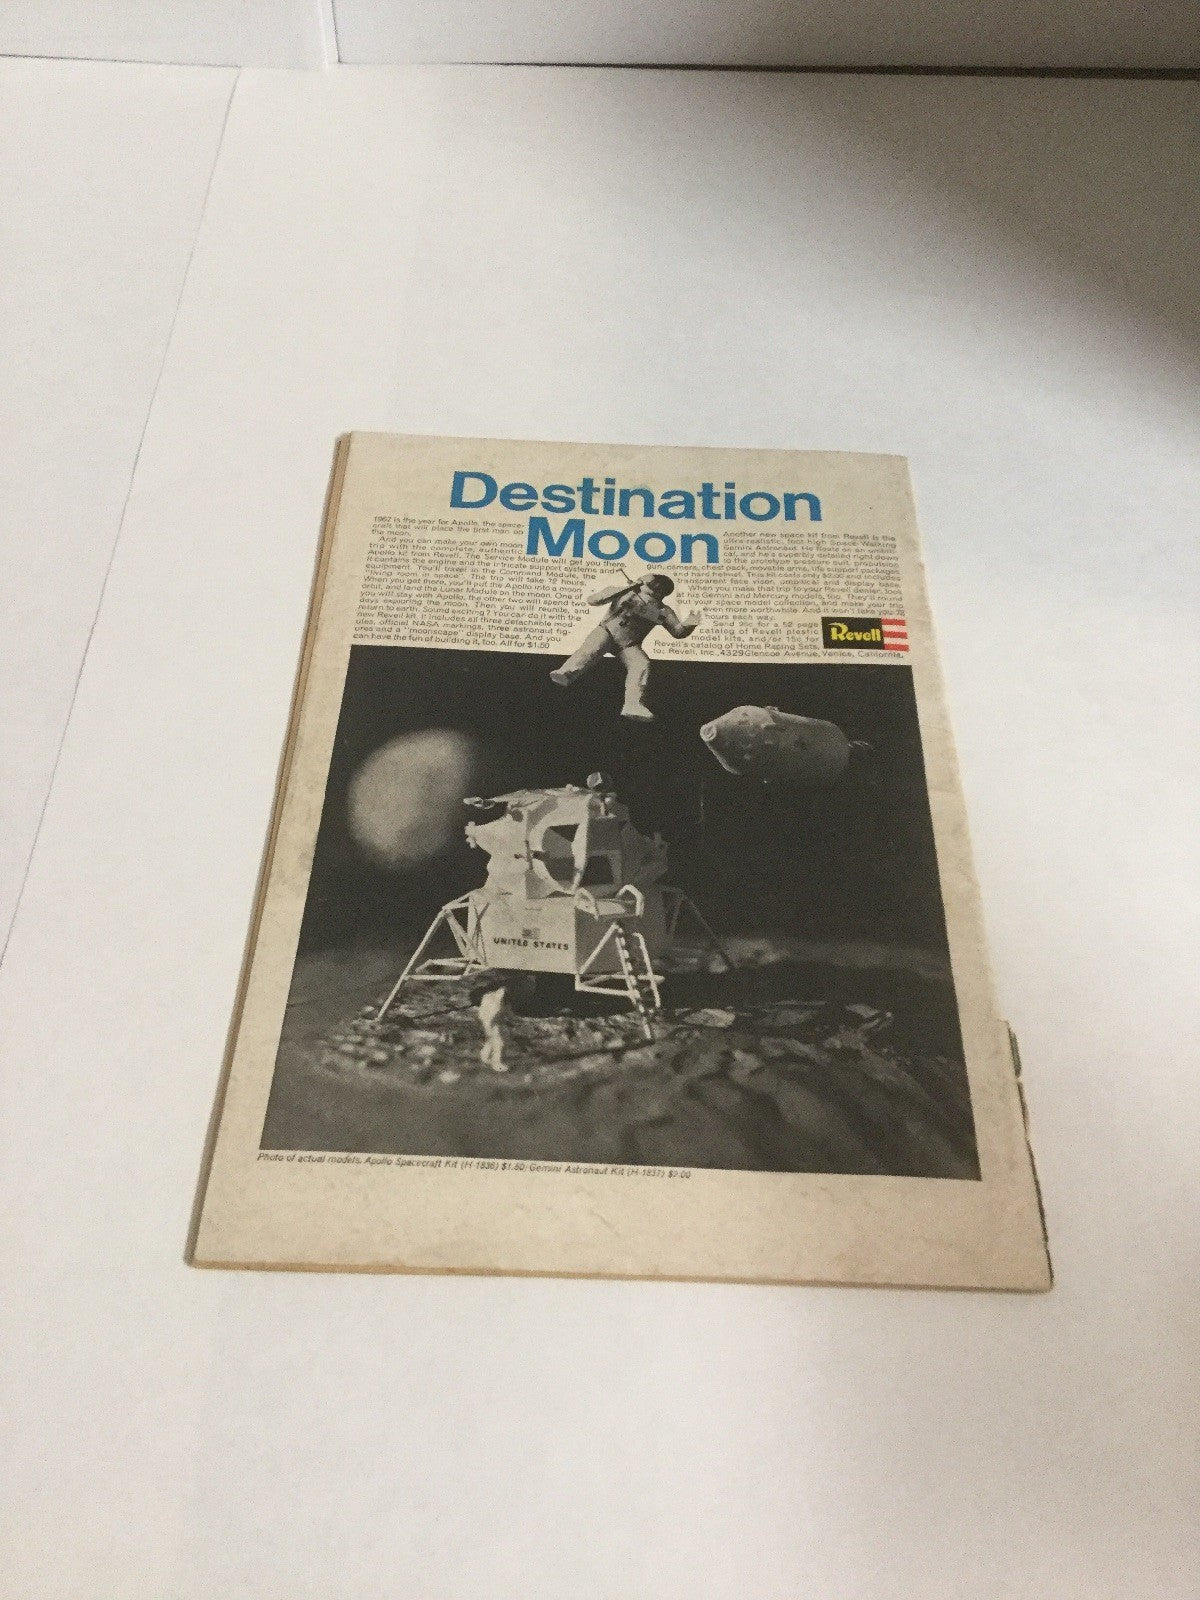 Destination
Moon
1967 is the year for Apollo, the space-
craft that will place the first man on
the moon.
And you can make your own moon
trip with the complete, authentic
Apollo kit from Revell. The Service Module will get you there.
It contains the engine and the intricate support systems and
equipment. You'll travel in the Command Module, the
"living room in space". The trip will take 72 hours.
When you get there, you'll put the Apollo into a moon
orbit, and land the Lunar Module on the moon. One of
you will stay with Apollo, the other two will spend two
days exploring the moon. Then you will reunite, and
return to earth. Sound exciting? You can do it with the
new Revell kit. It includes all three detachable mod-
ules, official NASA markings, three astronaut fig-
ures and a "moonscape" display base. And you
can have the fun of building it, too. All for $1.50
Another new space kit from Revell is the
ultra-realistic, foot high Space Walking
Gemini Astronaut. He floats on an umbili-
cal, and he's superbly detailed right down
to the prototype pressure suit, propulsion
gun, camera, chest pack, movable arms, life support packages
and hard helmet. This kit costs only $2.00 and includes
transparent face visor, umbilical and display base.
When you make that trip to your Revell dealer, look
at his Gemini and Mercury models, too. They'll round
out your space model collection, and make your trip
even more worthwhile. And it won't take you 72
hours each way.
Send 25c for a 52 page
catalog of Revell plastic
model kits, and/or 15c for
Revell's catalog of Home Racing Sets,
to: Revell, Inc., 4329 Glencoe Avenue, Venice, California.
Revell
UNITED STATES
Photo of actual models. Apollo Spacecraft Kit (H-1836) $1.50; Gemini Astronaut Kit (H-1837) $2.00